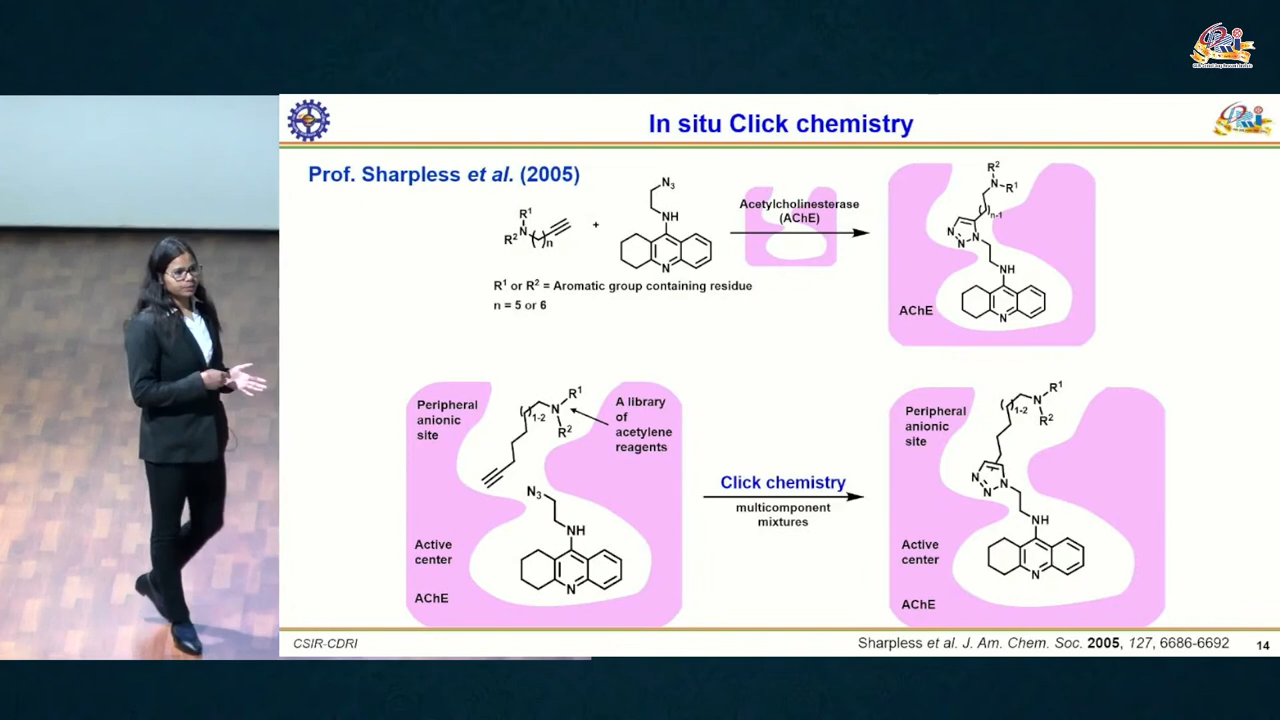 In situ Click chemistry
Prof. Sharpless et al. (2005)
R¹
R²
N
n
+
N₃
NH
N
Acetylcholinesterase
(AChE)
R²
N
R¹
n-1
N
N
N
NH
N
AChE
R¹ or R² = Aromatic group containing residue
n = 5 or 6
Peripheral
anionic
site
1-2
N
R¹
R²
A library
of
acetylene
reagents
N₃
NH
N
Active
center
AChE
Click chemistry
multicomponent
mixtures
Peripheral
anionic
site
1-2
N
R¹
R²
N
N
N
NH
N
Active
center
AChE
CSIR-CDRI
Sharpless et al. J. Am. Chem. Soc. 2005, 127, 6686-6692
14